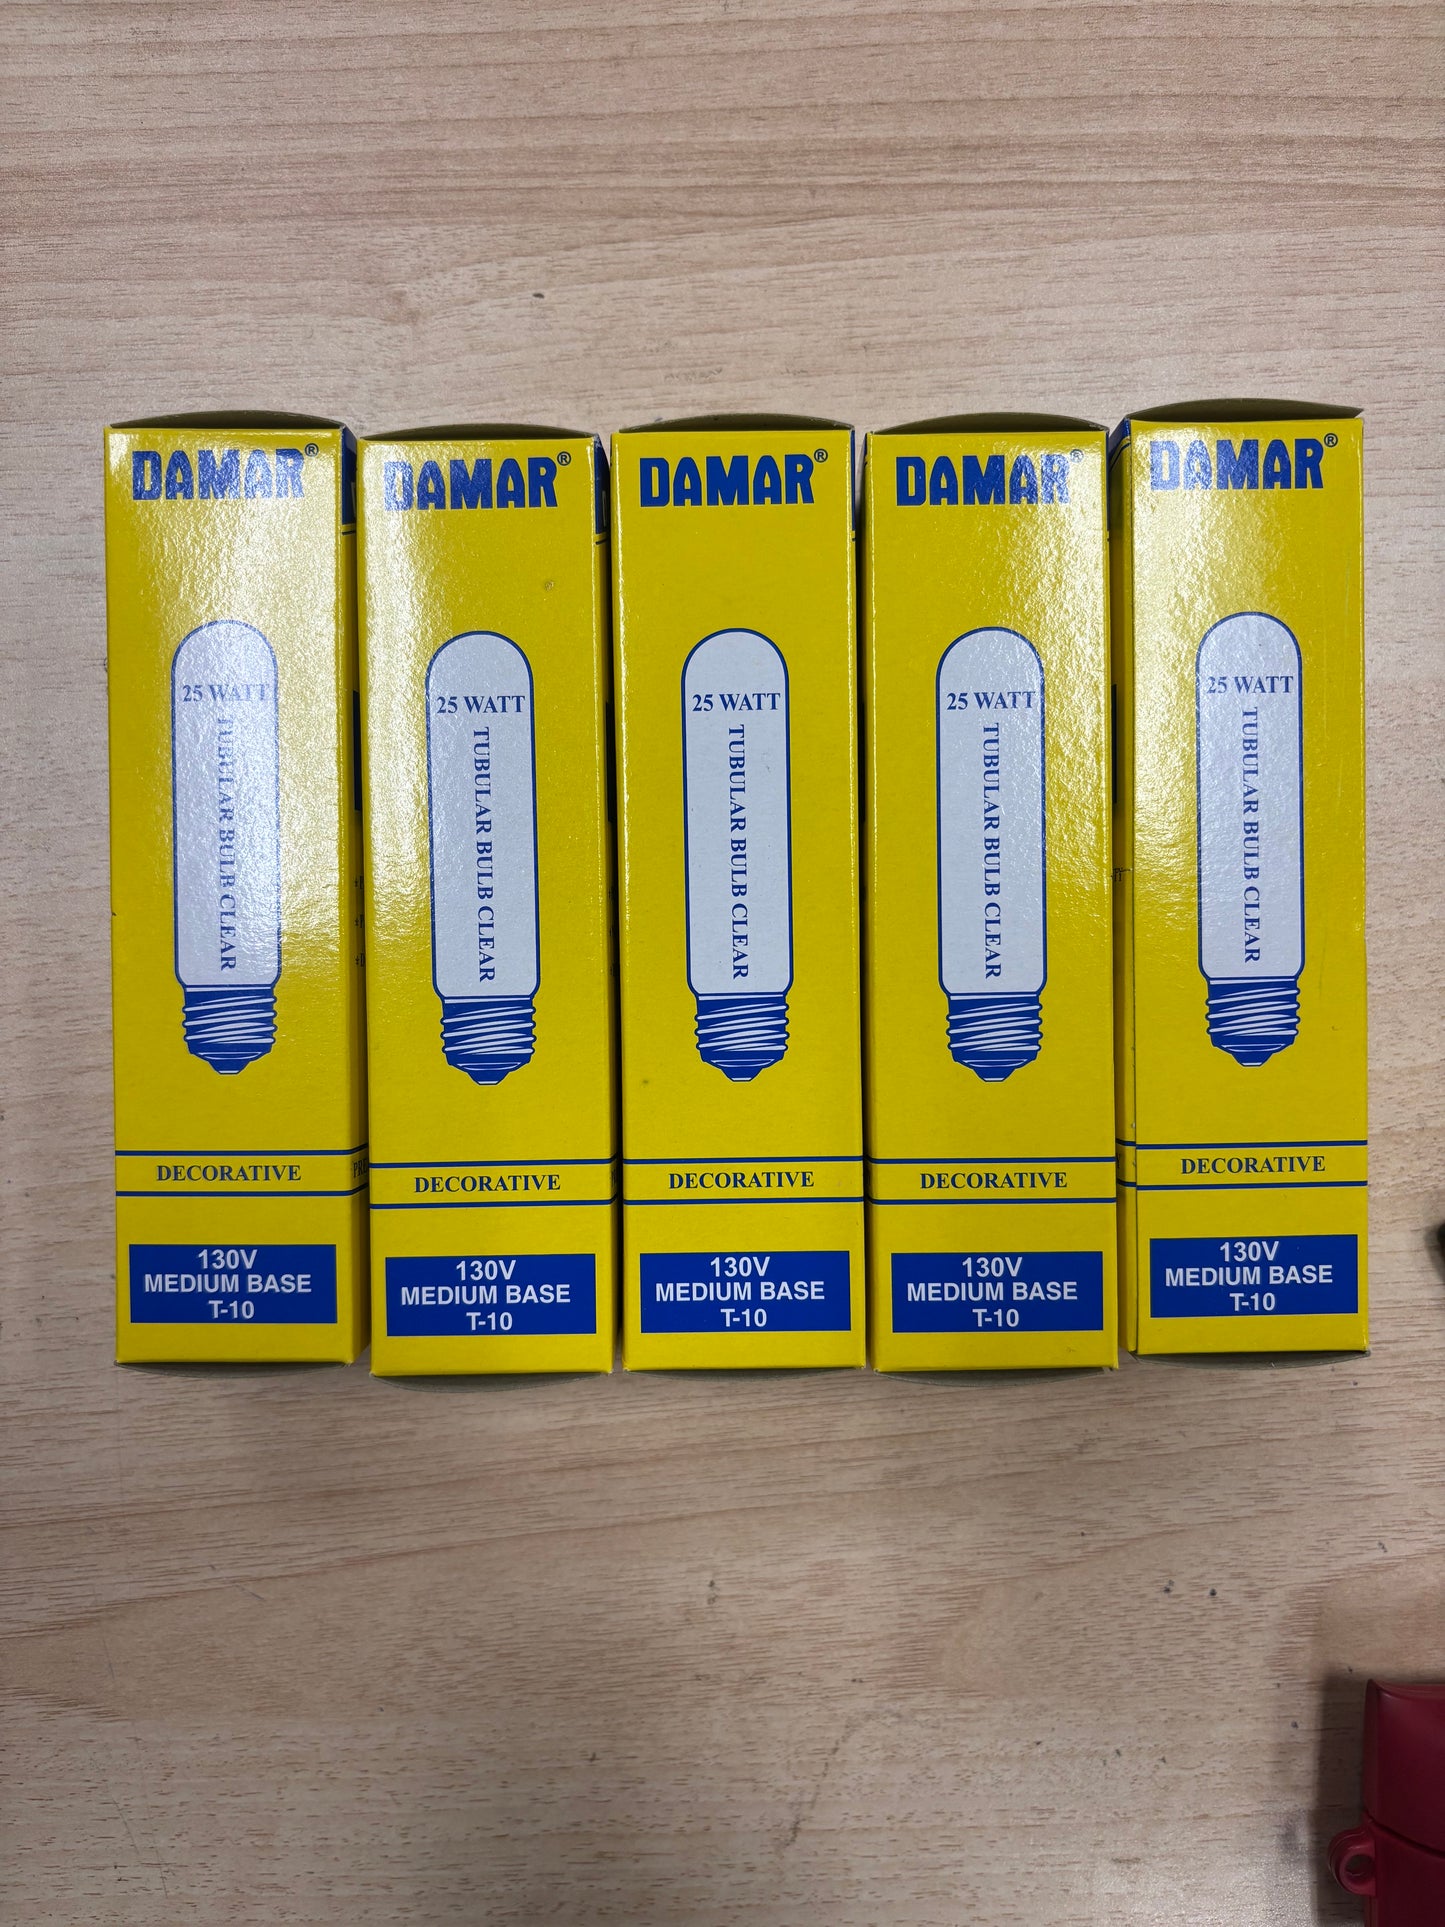 DAMAR®
25 WATT
TUBULAR BULB CLEAR
DECORATIVE
130V
MEDIUM BASE
T-10
DAMAR®
25 WATT
TUBULAR BULB CLEAR
DECORATIVE
130V
MEDIUM BASE
T-10
DAMAR®
25 WATT
TUBULAR BULB CLEAR
DECORATIVE
130V
MEDIUM BASE
T-10
DAMAR®
25 WATT
TUBULAR BULB CLEAR
DECORATIVE
130V
MEDIUM BASE
T-10
DAMAR®
25 WATT
TUBULAR BULB CLEAR
DECORATIVE
130V
MEDIUM BASE
T-10